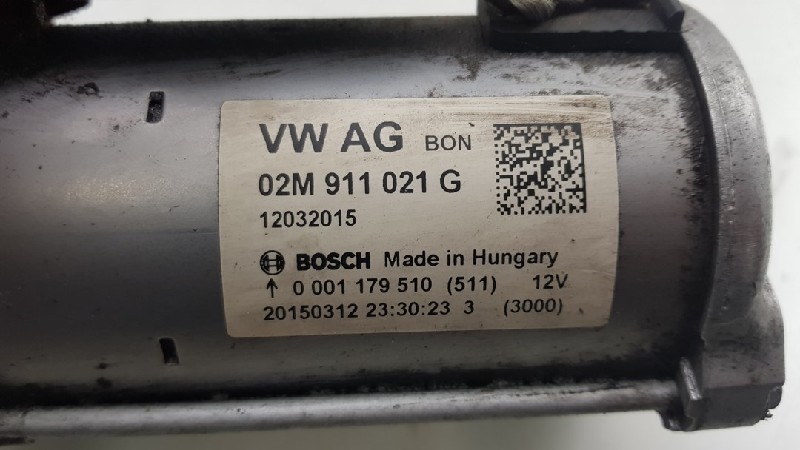 VW AG BON
02M 911 021 G
12032015
BOSCH Made in Hungary
↑ 0 001 179 510 (511) 12V
20150312 23:30:23 3 (3000)